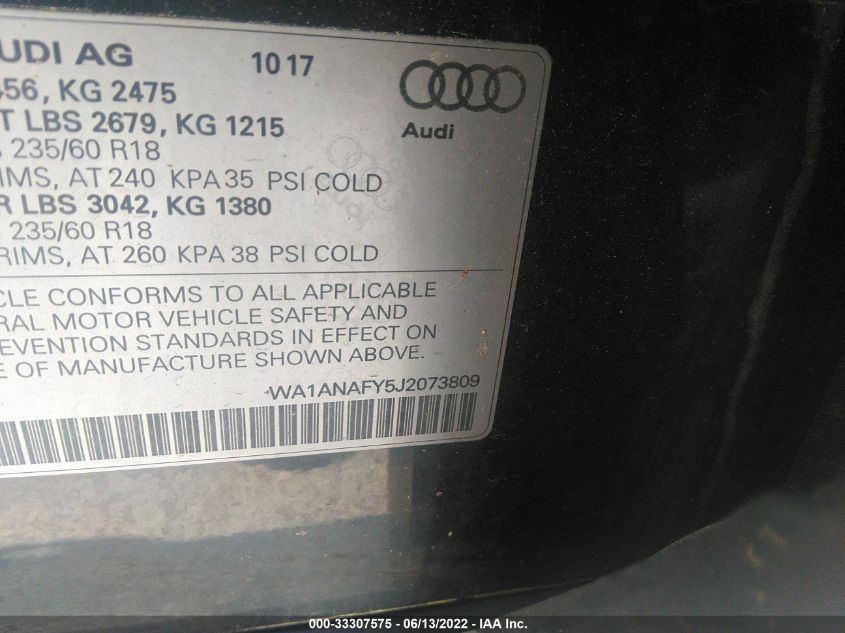 UDI AG 1017
456, KG 2475
T LBS 2679, KG 1215
235/60 R18
IMS, AT 240 KPA 35 PSI COLD
R LBS 3042, KG 1380
235/60 R18
RIMS, AT 260 KPA 38 PSI COLD
Audi
CLE CONFORMS TO ALL APPLICABLE
RAL MOTOR VEHICLE SAFETY AND
EVENTION STANDARDS IN EFFECT ON
E OF MANUFACTURE SHOWN ABOVE.
WA1ANAFY5J2073809
000-33307575 - 06/13/2022 - IAA Inc.